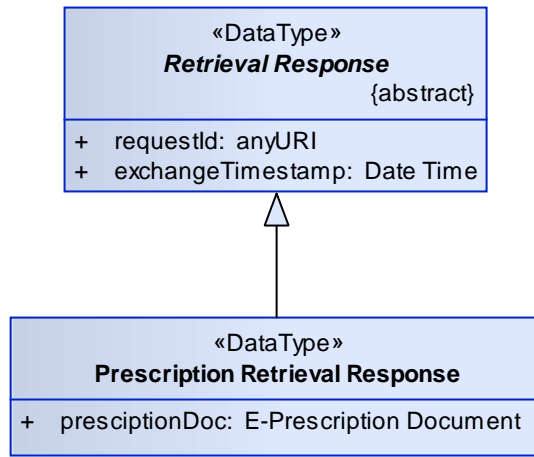 «DataType»
Retrieval Response
{abstract}
+ requestId: anyURI
+ exchangeTimestamp: Date Time
«DataType»
Prescription Retrieval Response
+ presciptionDoc: E-Prescription Document